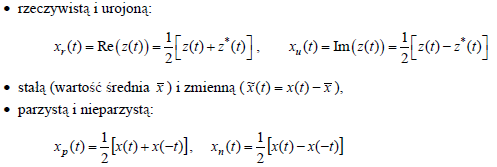 • rzeczywistą i urojoną:
x_r(t) = Re(z(t)) = 1/2[z(t) + z*(t)], x_u(t) = Im(z(t)) = 1/2[z(t) − z*(t)]
• stałą (wartość średnia x̅) i zmienną (x̃(t) = x(t) − x̅),
• parzystą i nieparzystą:
x_p(t) = 1/2[x(t) + x(−t)], x_n(t) = 1/2[x(t) − x(−t)]